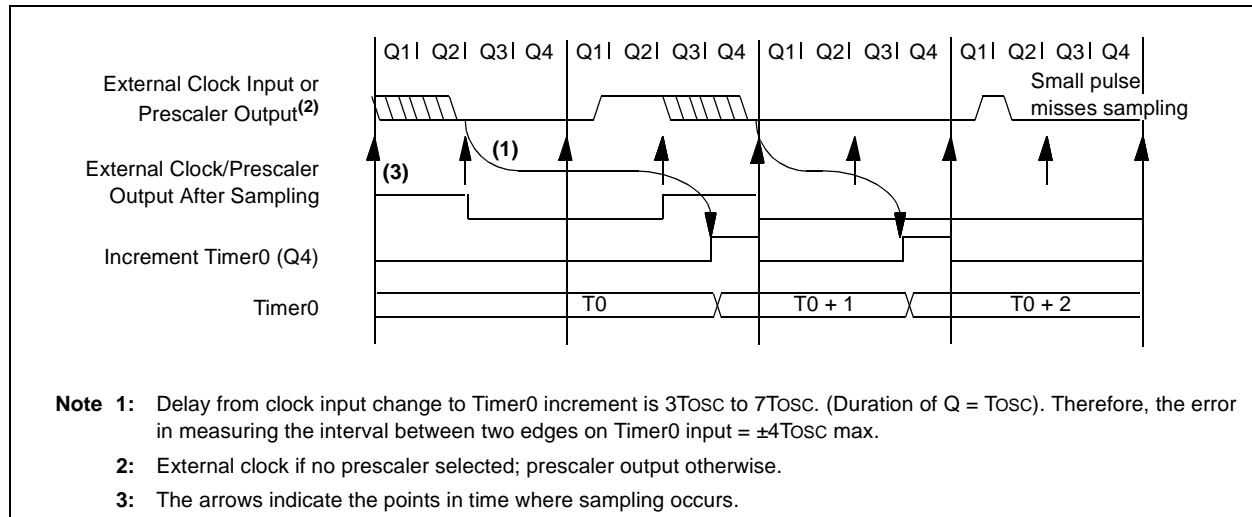 Q1| Q2| Q3| Q4 Q1| Q2| Q3| Q4 Q1| Q2| Q3| Q4 Q1| Q2| Q3| Q4
External Clock Input or
Prescaler Output(2)
Small pulse
misses sampling
(1)
External Clock/Prescaler
Output After Sampling
(3)
Increment Timer0 (Q4)
Timer0 T0 T0 + 1 T0 + 2
Note 1: Delay from clock input change to Timer0 increment is 3TOSC to 7TOSC. (Duration of Q = TOSC). Therefore, the error
in measuring the interval between two edges on Timer0 input = ±4TOSC max.
2: External clock if no prescaler selected; prescaler output otherwise.
3: The arrows indicate the points in time where sampling occurs.